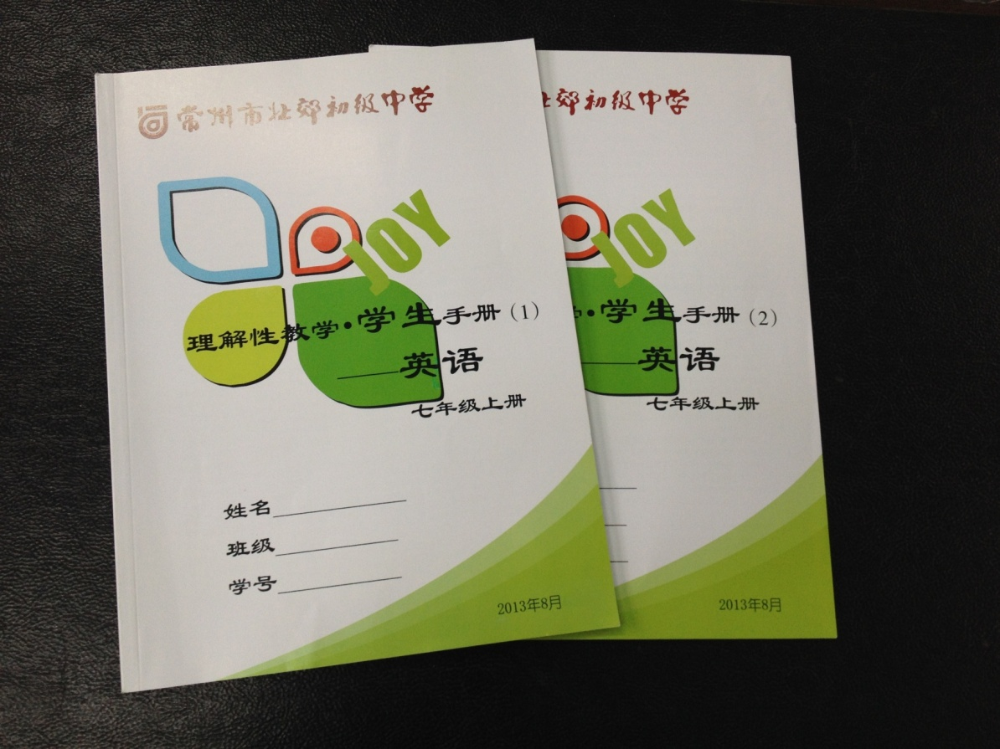 常州市北郊初级中学
JOY
理解性教学·学生手册（1）
英语
七年级上册
姓名
班级
学号
2013年8月
北郊初级中学
JOY
学·学生手册（2）
英语
七年级上册
2013年8月